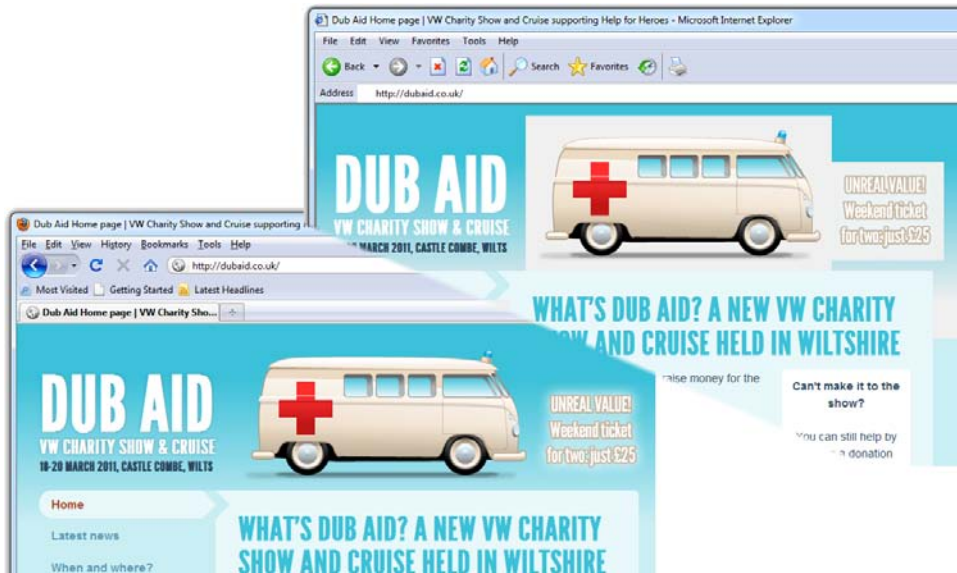 Dub Aid Home page | VW Charity Show and Cruise supporting Help for Heroes - Microsoft Internet Explorer
File Edit View Favorites Tools Help
Back Search Favorites
Address http://dubaid.co.uk/
DUB AID
VW CHARITY SHOW & CRUISE
MARCH 2011, CASTLE COMBE, WILTS
UNREAL VALUE!
Weekend ticket
for two: just £25
WHAT'S DUB AID? A NEW VW CHARITY
AND CRUISE HELD IN WILTSHIRE
raise money for the
Can't make it to the
show?
You can still help by
a donation
Dub Aid Home page | VW Charity Show and Cruise supporting
File Edit View History Bookmarks Tools Help
http://dubaid.co.uk/
Most Visited Getting Started Latest Headlines
Dub Aid Home page | VW Charity Sho...
DUB AID
VW CHARITY SHOW & CRUISE
18-20 MARCH 2011, CASTLE COMBE, WILTS
UNREAL VALUE!
Weekend ticket
for two: just £25
Home
Latest news
When and where?
WHAT'S DUB AID? A NEW VW CHARITY
SHOW AND CRUISE HELD IN WILTSHIRE